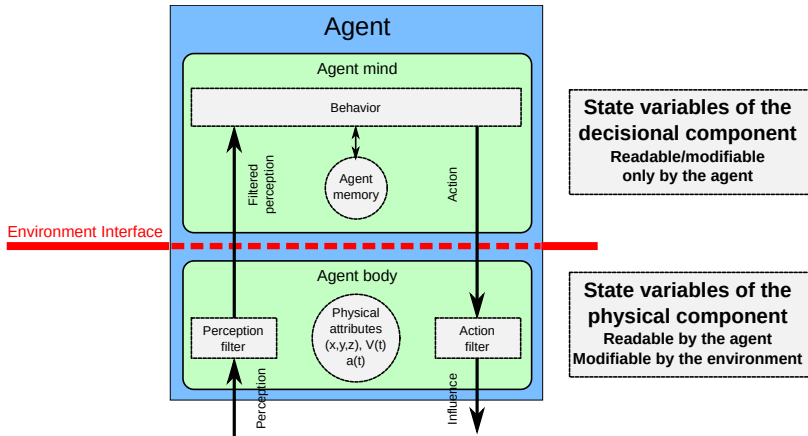 Agent
Agent mind
Behavior
Filtered
perception
Agent
memory
Action
State variables of the
decisional component
Readable/modifiable
only by the agent
Environment Interface
Agent body
Perception
filter
Physical
attributes
(x,y,z), V(t)
a(t)
Action
filter
Perception
Influence
State variables of the
physical component
Readable by the agent
Modifiable by the environment